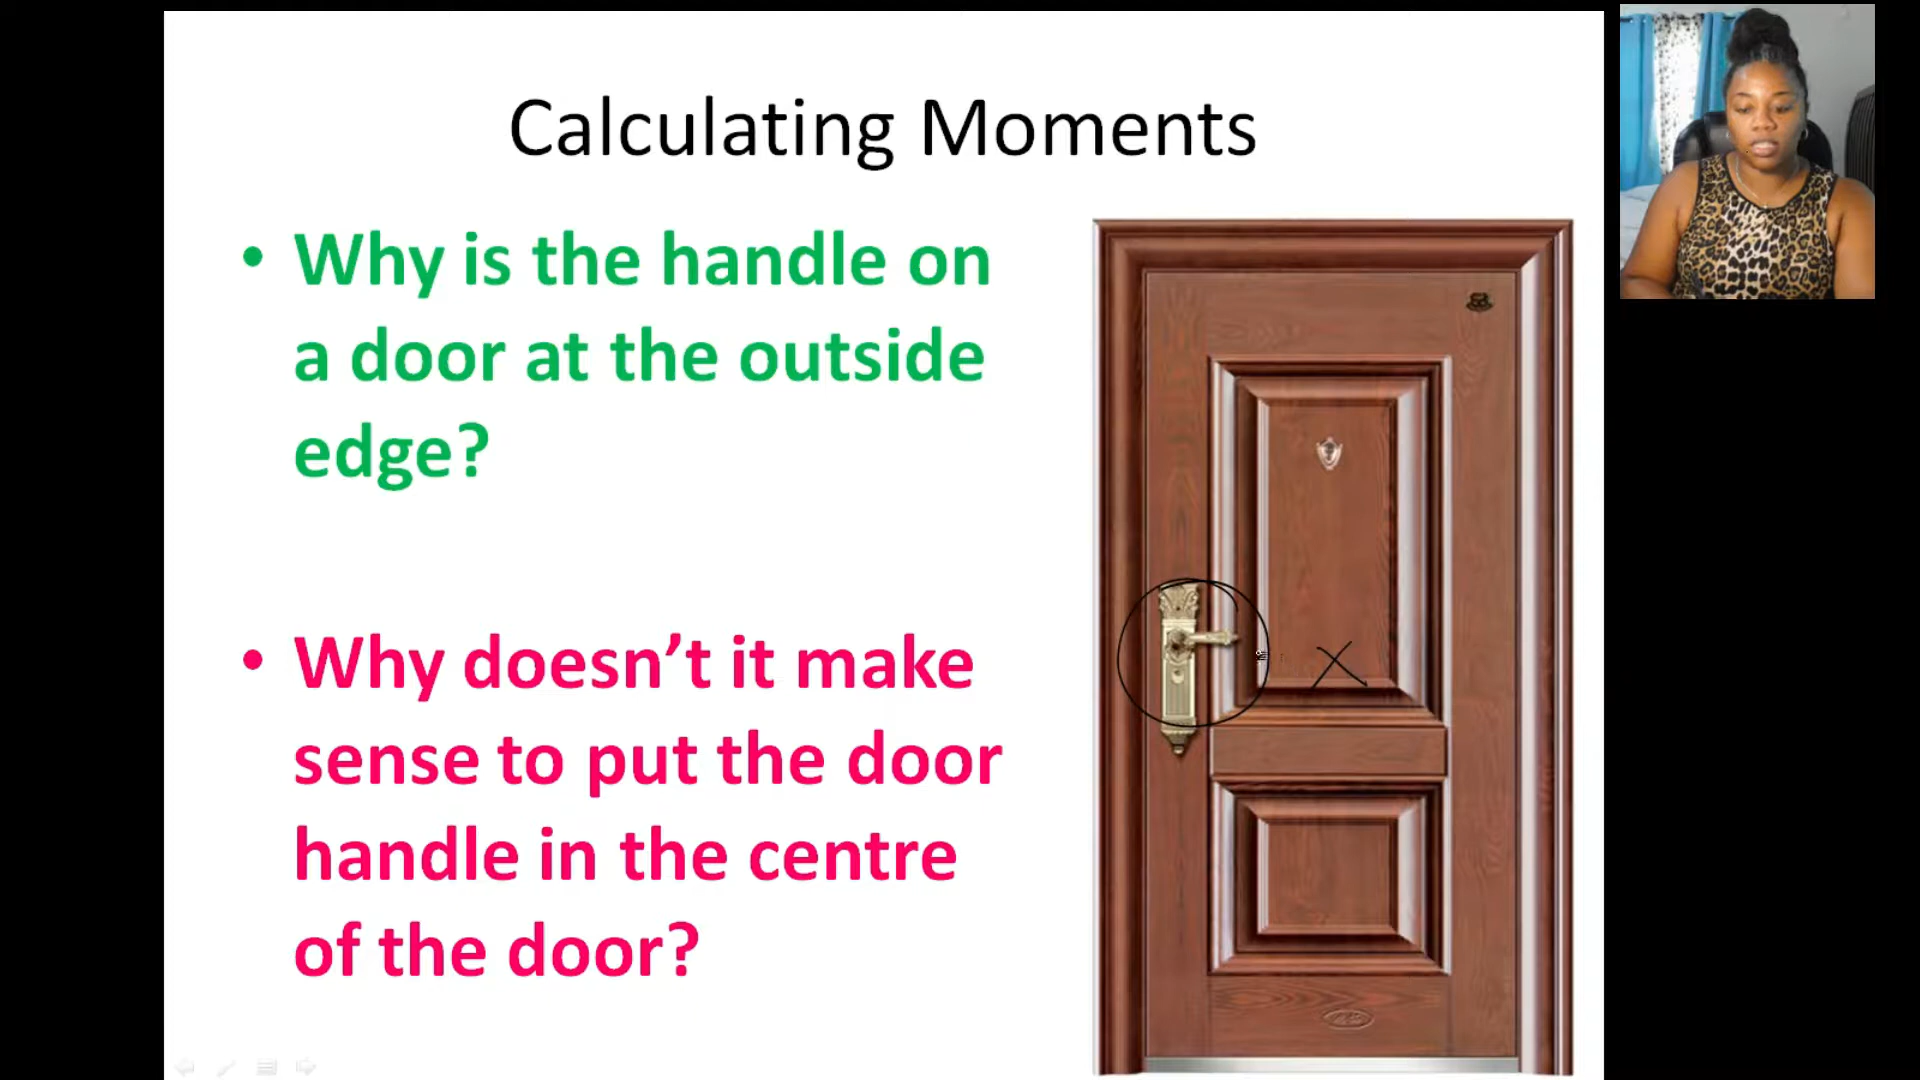 Calculating Moments
• Why is the handle on
a door at the outside
edge?
• Why doesn’t it make
sense to put the door
handle in the centre
of the door?